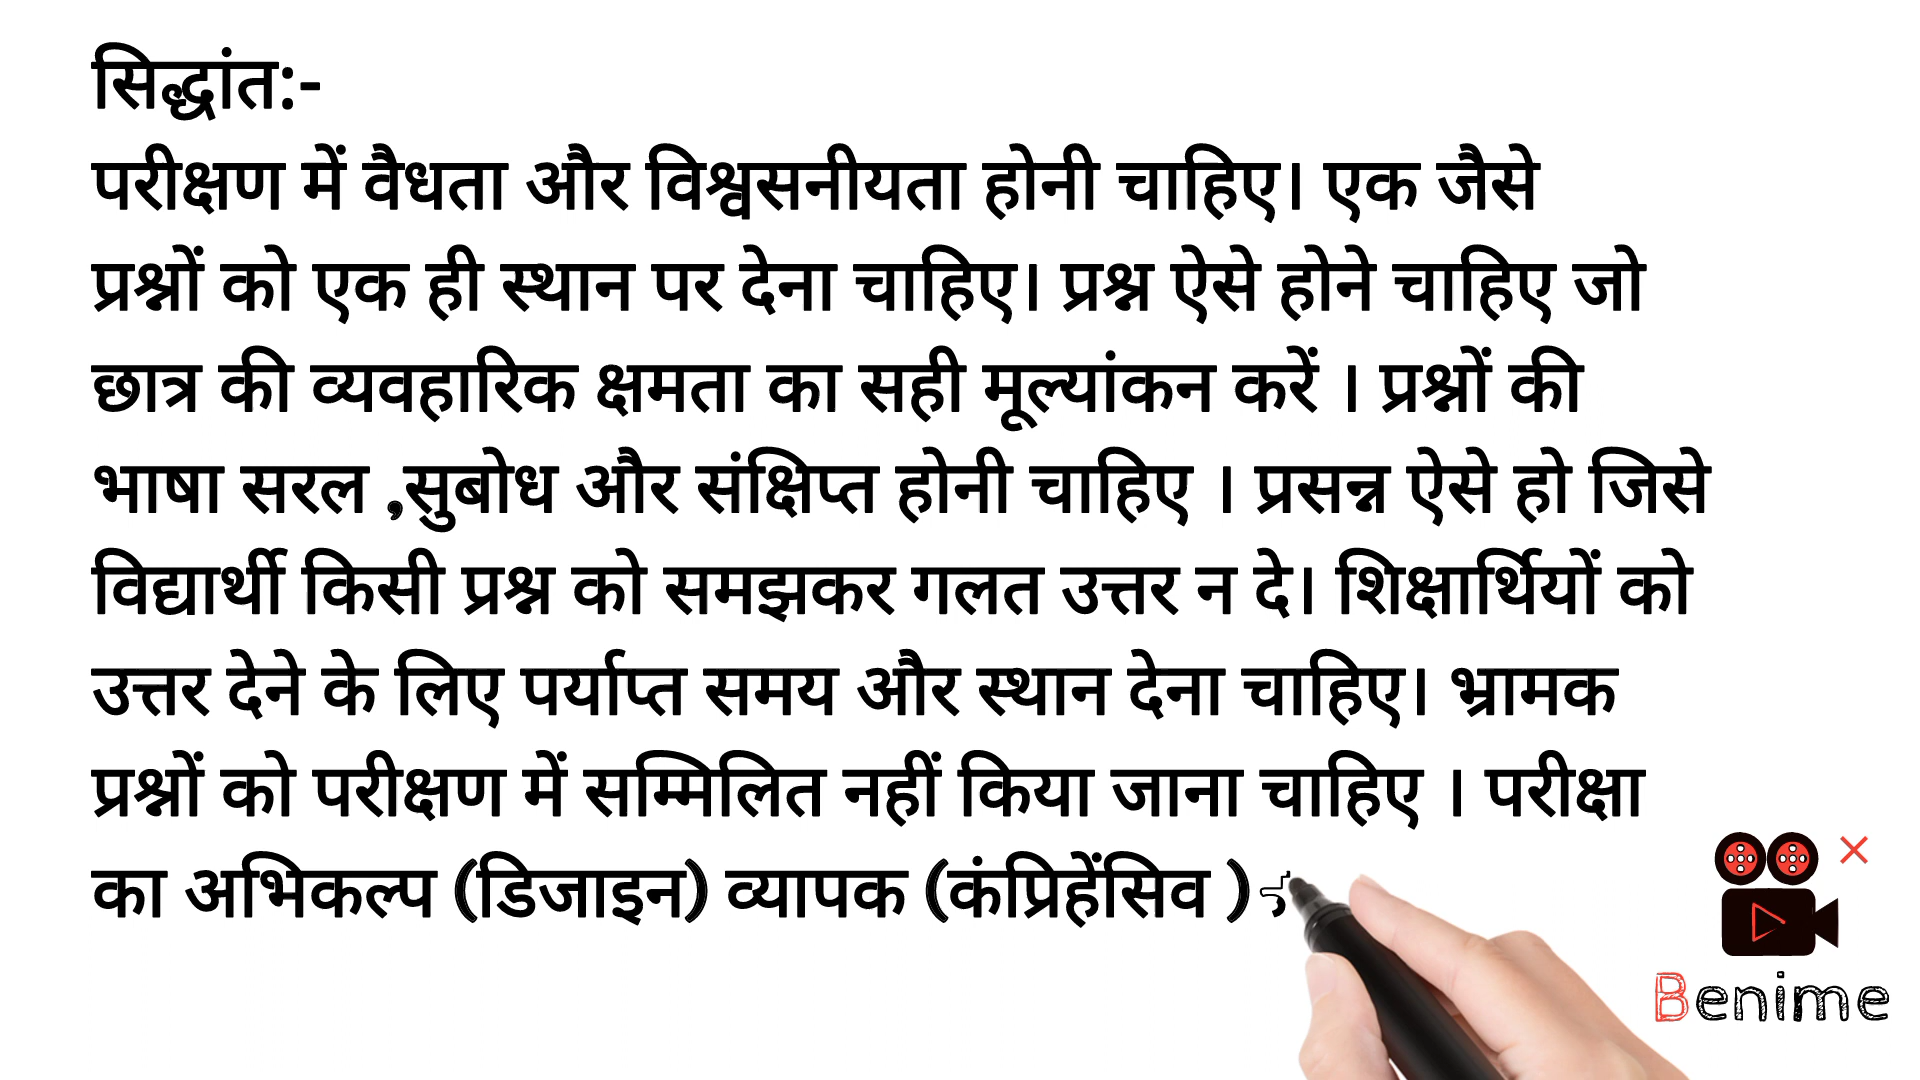 सिद्धांत:-
परीक्षण में वैधता और विश्वसनीयता होनी चाहिए। एक जैसे
प्रश्नों को एक ही स्थान पर देना चाहिए। प्रश्न ऐसे होने चाहिए जो
छात्र की व्यवहारिक क्षमता का सही मूल्यांकन करें । प्रश्नों की
भाषा सरल ,सुबोध और संक्षिप्त होनी चाहिए । प्रसन्न ऐसे हो जिसे
विद्यार्थी किसी प्रश्न को समझकर गलत उत्तर न दे। शिक्षार्थियों को
उत्तर देने के लिए पर्याप्त समय और स्थान देना चाहिए। भ्रामक
प्रश्नों को परीक्षण में सम्मिलित नहीं किया जाना चाहिए । परीक्षा
का अभिकल्प (डिजाइन) व्यापक (कंप्रिहेंसिव )
Benime